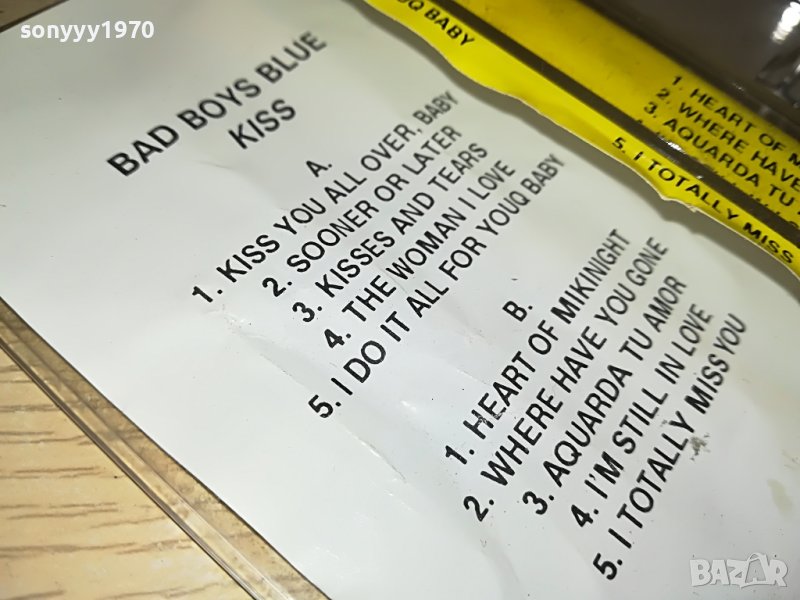 sonyyy1970
BAD BOYS BLUE
KISS
A.
1. KISS YOU ALL OVER, BABY
2. SOONER OR LATER
3. KISSES AND TEARS
4. THE WOMAN I LOVE
5. I DO IT ALL FOR YOUQ BABY
B.
1. HEART OF MIKINIGHT
2. WHERE HAVE YOU GONE
3. AQUARDA TU AMOR
4. I'M STILL IN LOVE
5. I TOTALLY MISS YOU
UQ BABY
1. HEART OF M
2. WHERE HAVE
3. AQUARDA TU
5. I TOTALLY MISS
BAZAR